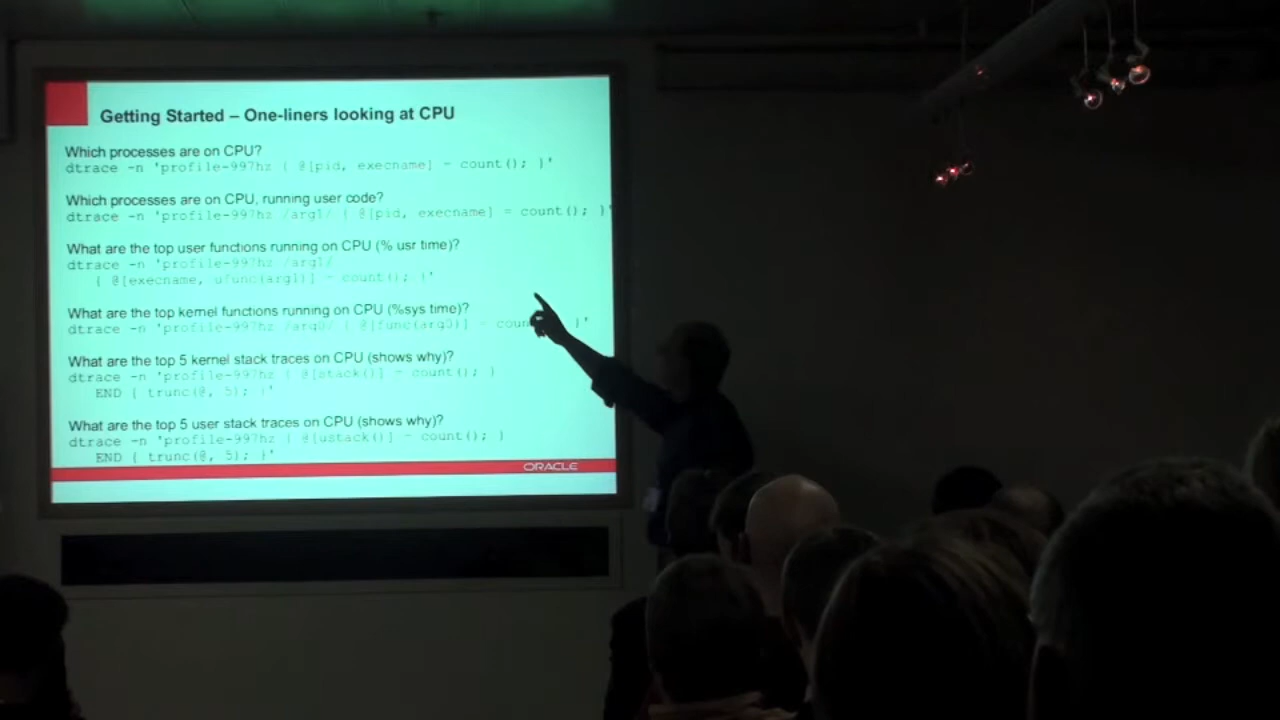 Getting Started – One-liners looking at CPU
Which processes are on CPU?
dtrace -n 'profile-997hz { @[pid, execname] = count(); }'
Which processes are on CPU, running user code?
dtrace -n 'profile-997hz /arg1/ { @[pid, execname] = count(); }'
What are the top user functions running on CPU (% usr time)?
dtrace -n 'profile-997hz /arg1/
{ @[execname, ufunc(arg1)] = count(); }'
What are the top kernel functions running on CPU (%sys time)?
dtrace -n 'profile-997hz /arg0/ { @[func(arg0)] = coun }'
What are the top 5 kernel stack traces on CPU (shows why)?
dtrace -n 'profile-997hz { @[stack()] = count(); }
END { trunc(@, 5); }'
What are the top 5 user stack traces on CPU (shows why)?
dtrace -n 'profile-997hz { @[ustack()] = count(); }
END { trunc(@, 5); }'
ORACLE